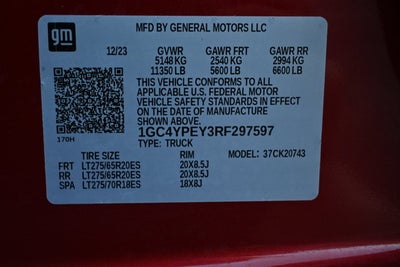 gm
MFD BY GENERAL MOTORS LLC
12/23 GVWR GAWR FRT GAWR RR
5148 KG 2540 KG 2994 KG
11350 LB 5600 LB 6600 LB
THIS VEHICLE CONFORMS TO ALL
APPLICABLE U.S. FEDERAL MOTOR
VEHICLE SAFETY STANDARDS IN EFFECT
ON THE DATE OF MANUFACTURE
SHOWN ABOVE.
1GC4YPEY3RF297597
170H TYPE: TRUCK
TIRE SIZE RIM MODEL: 37CK20743
FRT LT275/65R20ES 20X8.5J
RR LT275/65R20ES 20X8.5J
SPA LT275/70R18ES 18X8J